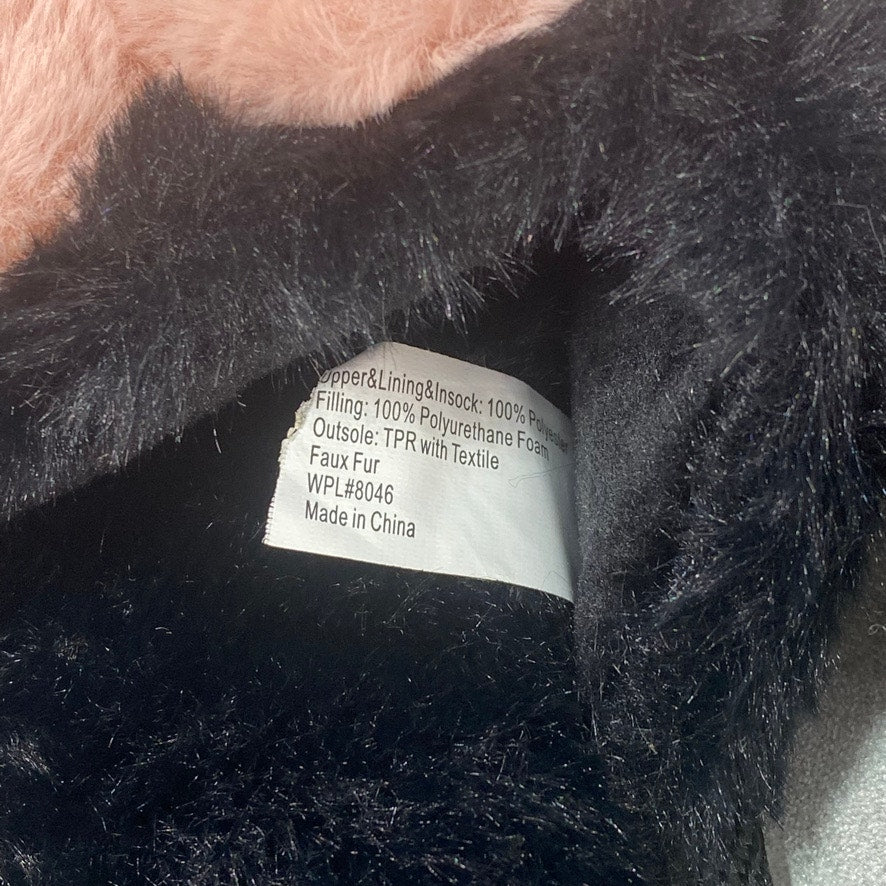 Upper&Lining&Insock: 100% Polyester
Filling: 100% Polyurethane Foam
Outsole: TPR with Textile
Faux Fur
WPL#8046
Made in China